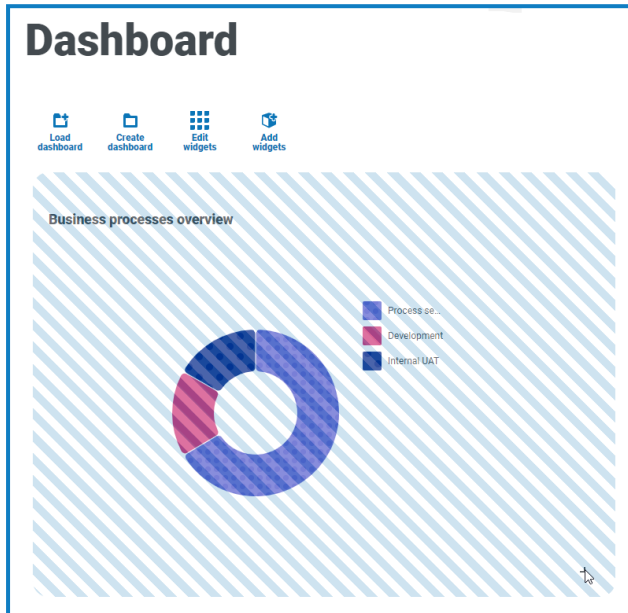 Dashboard
Load
dashboard
Create
dashboard
Edit
widgets
Add
widgets
Business processes overview
Process se...
Development
Internal UAT